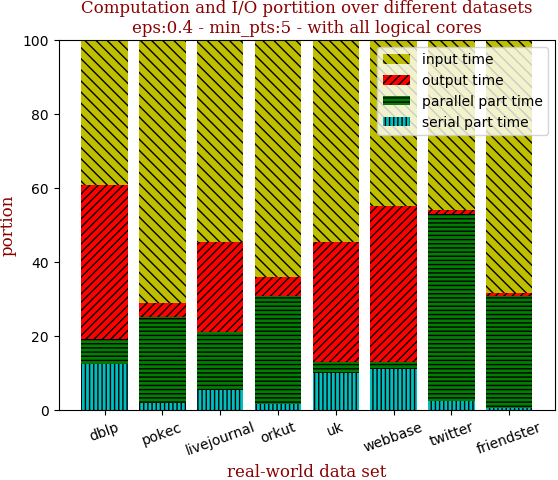 Computation and I/O portition over different datasets
eps:0.4 - min_pts:5 - with all logical cores
input time
output time
parallel part time
serial part time
100
80
60
40
20
0
portion
dblp
pokec
livejournal
orkut
uk
webbase
twitter
friendster
real-world data set